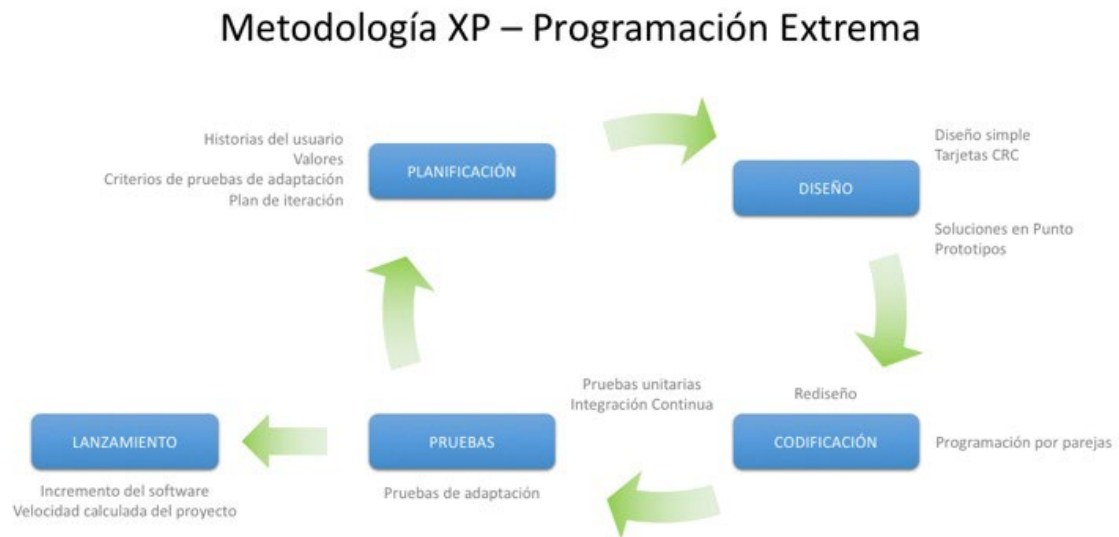 Metodología XP – Programación Extrema
Historias del usuario
Valores
Criterios de pruebas de adaptación
Plan de iteración
PLANIFICACIÓN
DISEÑO
Diseño simple
Tarjetas CRC
Soluciones en Punto
Prototipos
Pruebas unitarias
Integración Continua
Rediseño
LANZAMIENTO
PRUEBAS
CODIFICACIÓN
Programación por parejas
Incremento del software
Velocidad calculada del proyecto
Pruebas de adaptación